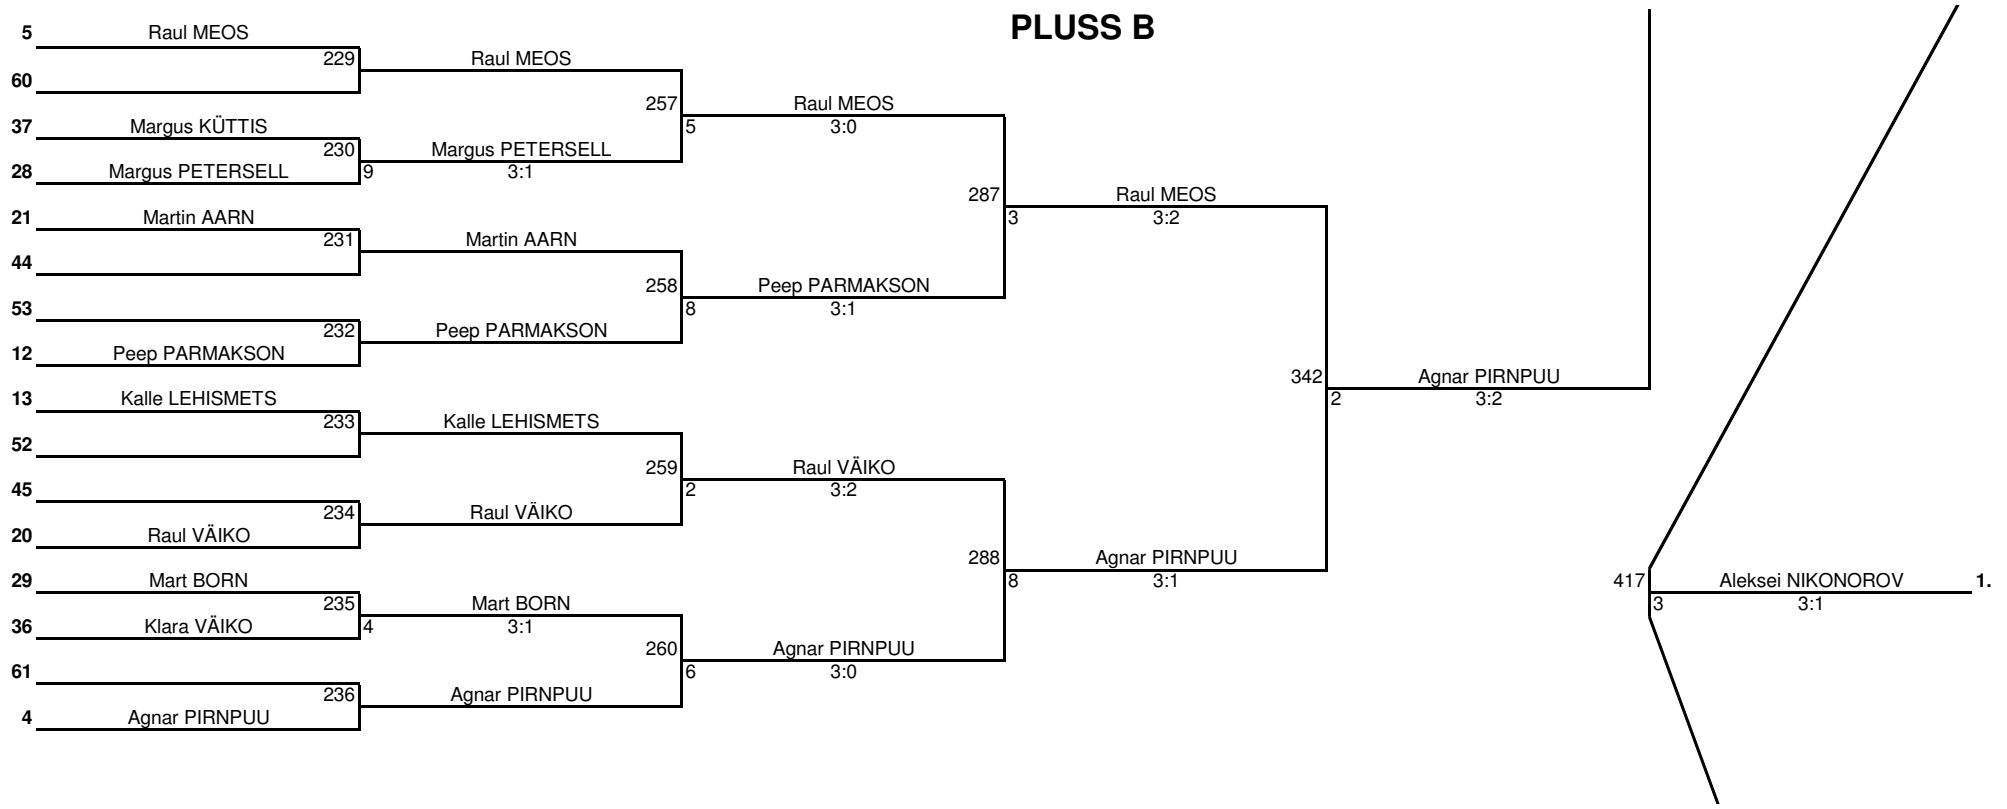 PLUSS B
5 Raul MEOS
229 Raul MEOS
60
257 Raul MEOS
37 Margus KÜTTIS
5 3:0
230 Margus PETERSELL
28 Margus PETERSELL 9 3:1
287 Raul MEOS
21 Martin AARN
3 3:2
231 Martin AARN
44
258 Peep PARMAKSON
53
8 3:1
232 Peep PARMAKSON
12 Peep PARMAKSON
342 Agnar PIRNPUU
13 Kalle LEHISMETS
2 3:2
233 Kalle LEHISMETS
52
259 Raul VÄIKO
45
2 3:2
234 Raul VÄIKO
20 Raul VÄIKO
288 Agnar PIRNPUU
29 Mart BORN
8 3:1
417 Aleksei NIKONOROV 1.
235 Mart BORN
3 3:1
36 Klara VÄIKO 4 3:1
260 Agnar PIRNPUU
61
6 3:0
236 Agnar PIRNPUU
4 Agnar PIRNPUU